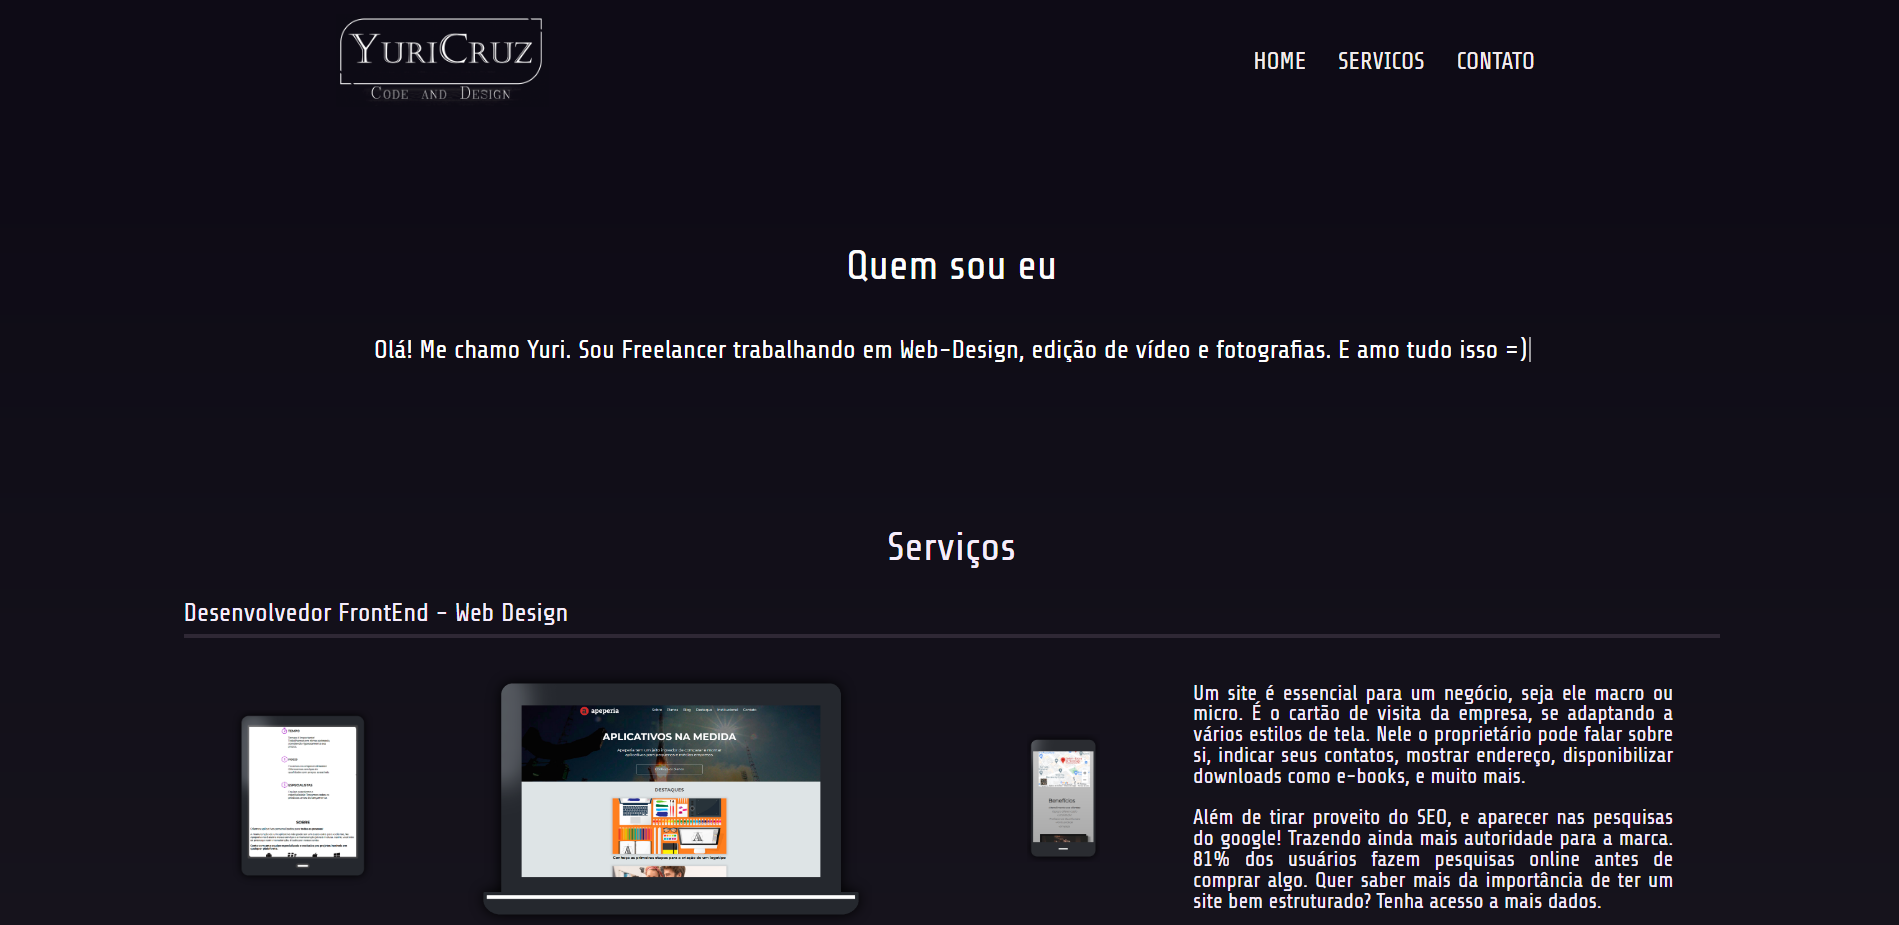 YuriCruz
Code and Design
HOME SERVICOS CONTATO
Quem sou eu
Olá! Me chamo Yuri. Sou Freelancer trabalhando em Web-Design, edição de vídeo e fotografias. E amo tudo isso =)
Serviços
Desenvolvedor FrontEnd - Web Design
apeperia
APLICATIVOS NA MEDIDA
DESTAQUES
SOBRE
Benefícios
Um site é essencial para um negócio, seja ele macro ou
micro. É o cartão de visita da empresa, se adaptando a
vários estilos de tela. Nele o proprietário pode falar sobre
si, indicar seus contatos, mostrar endereço, disponibilizar
downloads como e-books, e muito mais.
Além de tirar proveito do SEO, e aparecer nas pesquisas
do google! Trazendo ainda mais autoridade para a marca.
81% dos usuários fazem pesquisas online antes de
comprar algo. Quer saber mais da importância de ter um
site bem estruturado? Tenha acesso a mais dados.